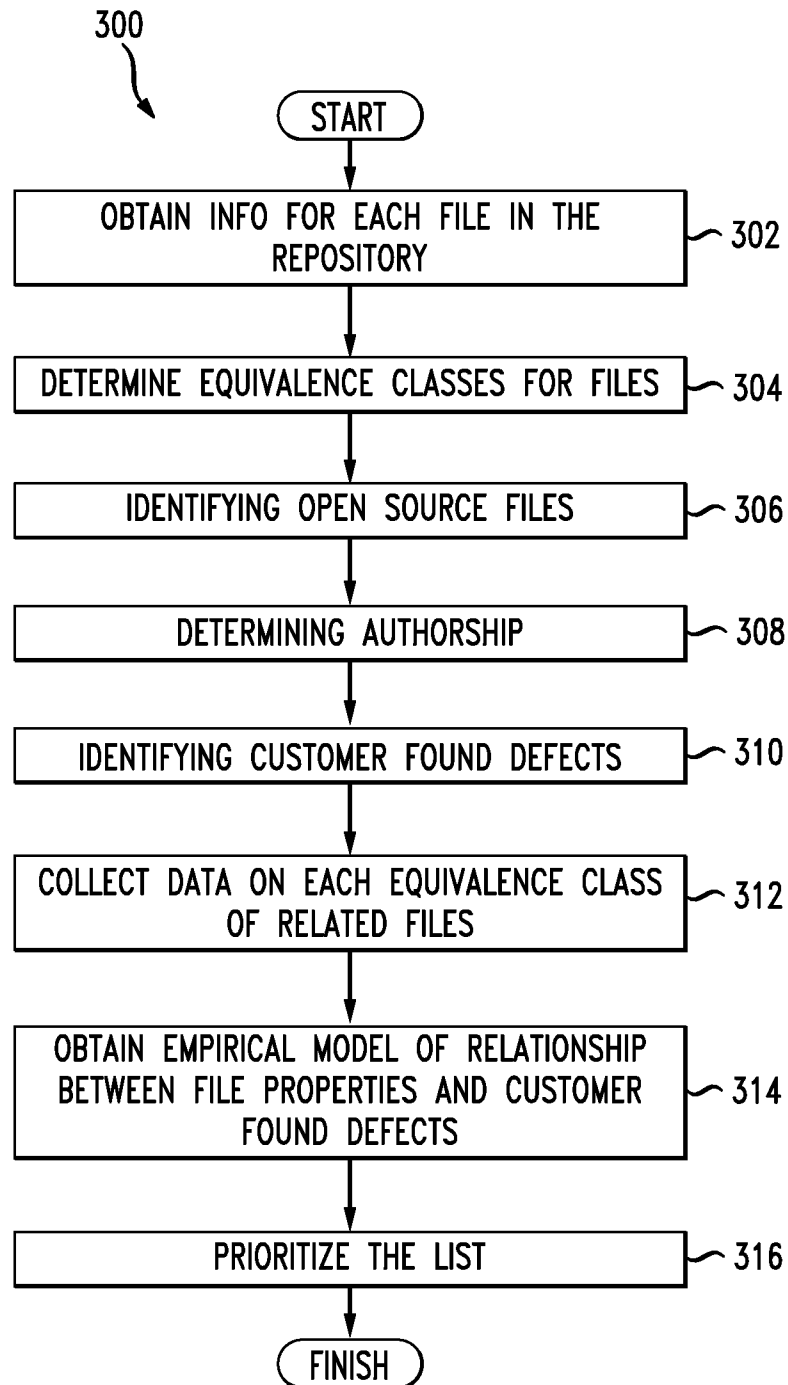 300
START
OBTAIN INFO FOR EACH FILE IN THE
REPOSITORY
302
DETERMINE EQUIVALENCE CLASSES FOR FILES
304
IDENTIFYING OPEN SOURCE FILES
306
DETERMINING AUTHORSHIP
308
IDENTIFYING CUSTOMER FOUND DEFECTS
310
COLLECT DATA ON EACH EQUIVALENCE CLASS
OF RELATED FILES
312
OBTAIN EMPIRICAL MODEL OF RELATIONSHIP
BETWEEN FILE PROPERTIES AND CUSTOMER
FOUND DEFECTS
314
PRIORITIZE THE LIST
316
FINISH